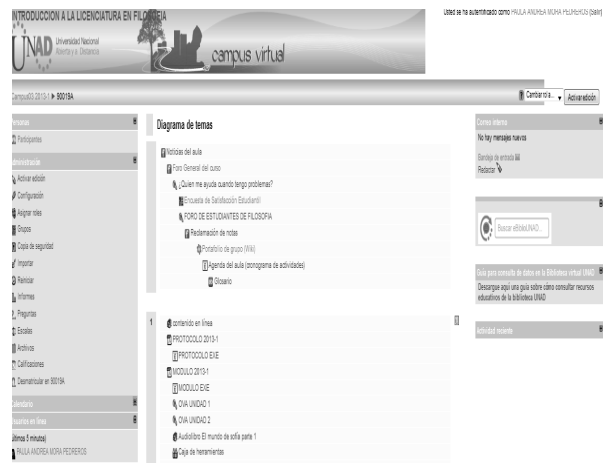 INTRODUCCION A LA LICENCIATURA EN FILOSOFIA
Usted se ha autentificado como PAULA ANDREA MORA PEDREROS (Salir)
UNAD Universidad Nacional
Abierta y a Distancia
campus virtual
Campus03 2013-1 ► 90019A
Cambiar rol a...
Activar edición
Personas
Participantes
Administración
Activar edición
Configuración
Asignar roles
Grupos
Copia de seguridad
Importar
Reiniciar
Informes
Preguntas
Escalas
Archivos
Calificaciones
Desmatricular en 90019A
Calendario
Usuarios en línea
(últimos 5 minutos)
PAULA ANDREA MORA PEDREROS
Diagrama de temas
Noticias del aula
Foro General del curso
¿Quien me ayuda cuando tengo problemas?
Encuesta de Satisfacción Estudiantil
FORO DE ESTUDIANTES DE FILOSOFIA
Reclamación de notas
Portafolio de grupo (Wiki)
Agenda del aula (cronograma de actividades)
Glosario
1
contenido en línea
PROTOCOLO 2013-1
PROTOCOLO EXE
MODULO 2013-1
MODULO EXE
OVA UNIDAD 1
OVA UNIDAD 2
Audiolibro El mundo de sofía parte 1
Caja de herramientas
Correo interno
No hay mensajes nuevos
Bandeja de entrada
Redactar
Buscar eBiblioUNAD...
Guía para consulta de datos en la Biblioteca virtual UNAD
Descargue aquí una guía sobre cómo consultar recursos
educativos de la biblioteca UNAD
Actividad reciente